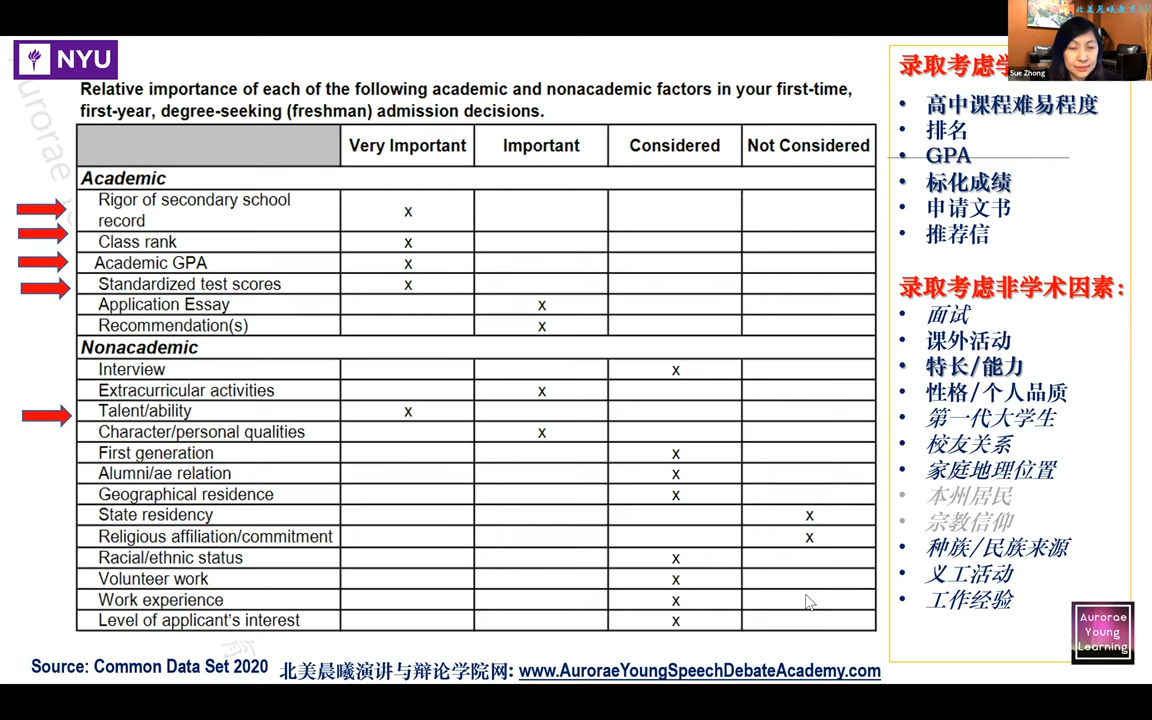 北美晨曦教育
Sue Zhong
NYU
Relative importance of each of the following academic and nonacademic factors in your first-time,
first-year, degree-seeking (freshman) admission decisions.
Very Important Important Considered Not Considered
Academic
Rigor of secondary school
record x
Class rank x
Academic GPA x
Standardized test scores x
Application Essay x
Recommendation(s) x
Nonacademic
Interview x
Extracurricular activities x
Talent/ability x
Character/personal qualities x
First generation x
Alumni/ae relation x
Geographical residence x
State residency x
Religious affiliation/commitment x
Racial/ethnic status x
Volunteer work x
Work experience x
Level of applicant's interest x
录取考虑学
• 高中课程难易程度
• 排名
• GPA
• 标化成绩
• 申请文书
• 推荐信
录取考虑非学术因素：
• 面试
• 课外活动
• 特长/能力
• 性格/个人品质
• 第一代大学生
• 校友关系
• 家庭地理位置
• 本州居民
• 宗教信仰
• 种族/民族来源
• 义工活动
• 工作经验
Aurorae
Young
Learning
Source: Common Data Set 2020 北美晨曦演讲与辩论学院网: www.AuroraeYoungSpeechDebateAcademy.com